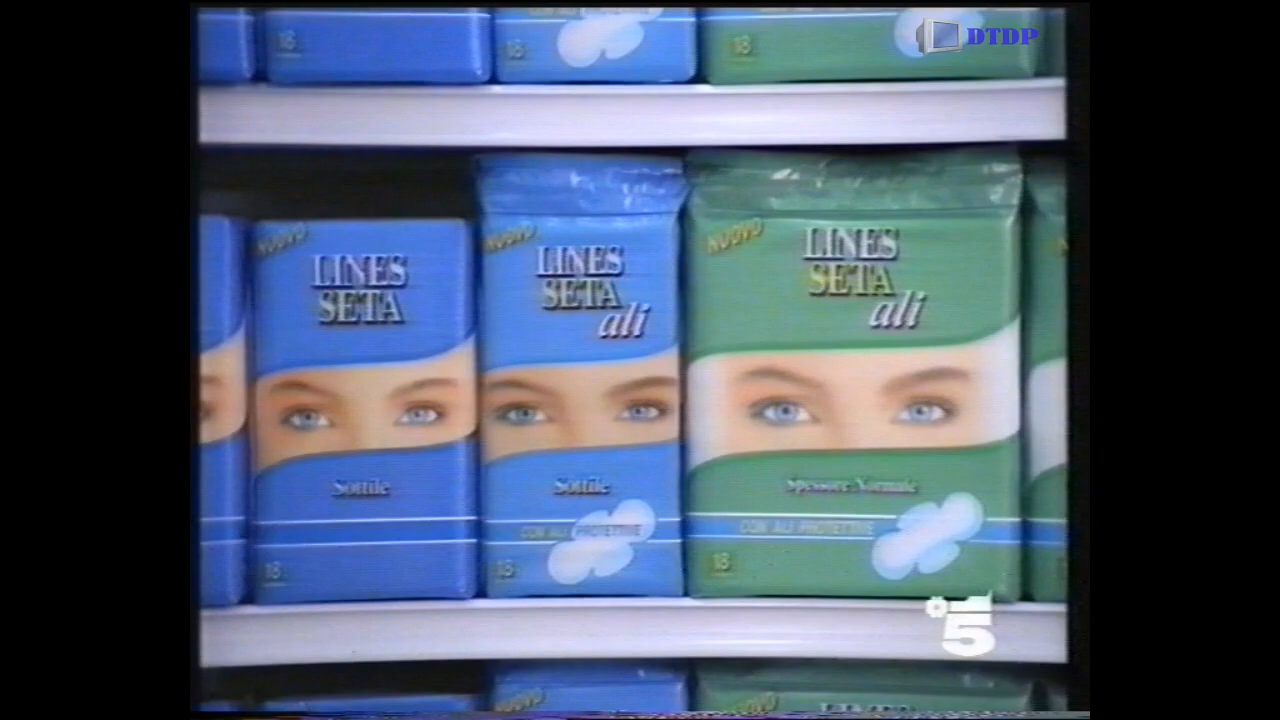 18
18
18
DTDP
NUOVO
LINES
SETA
Sottile
18
NUOVO
LINES
SETA
ali
Sottile
CON ALI PROTETTIVE
18
NUOVO
LINES
SETA
ali
Spessore Normale
CON ALI PROTETTIVE
18
5
NUOVO
NUOVO
LINES